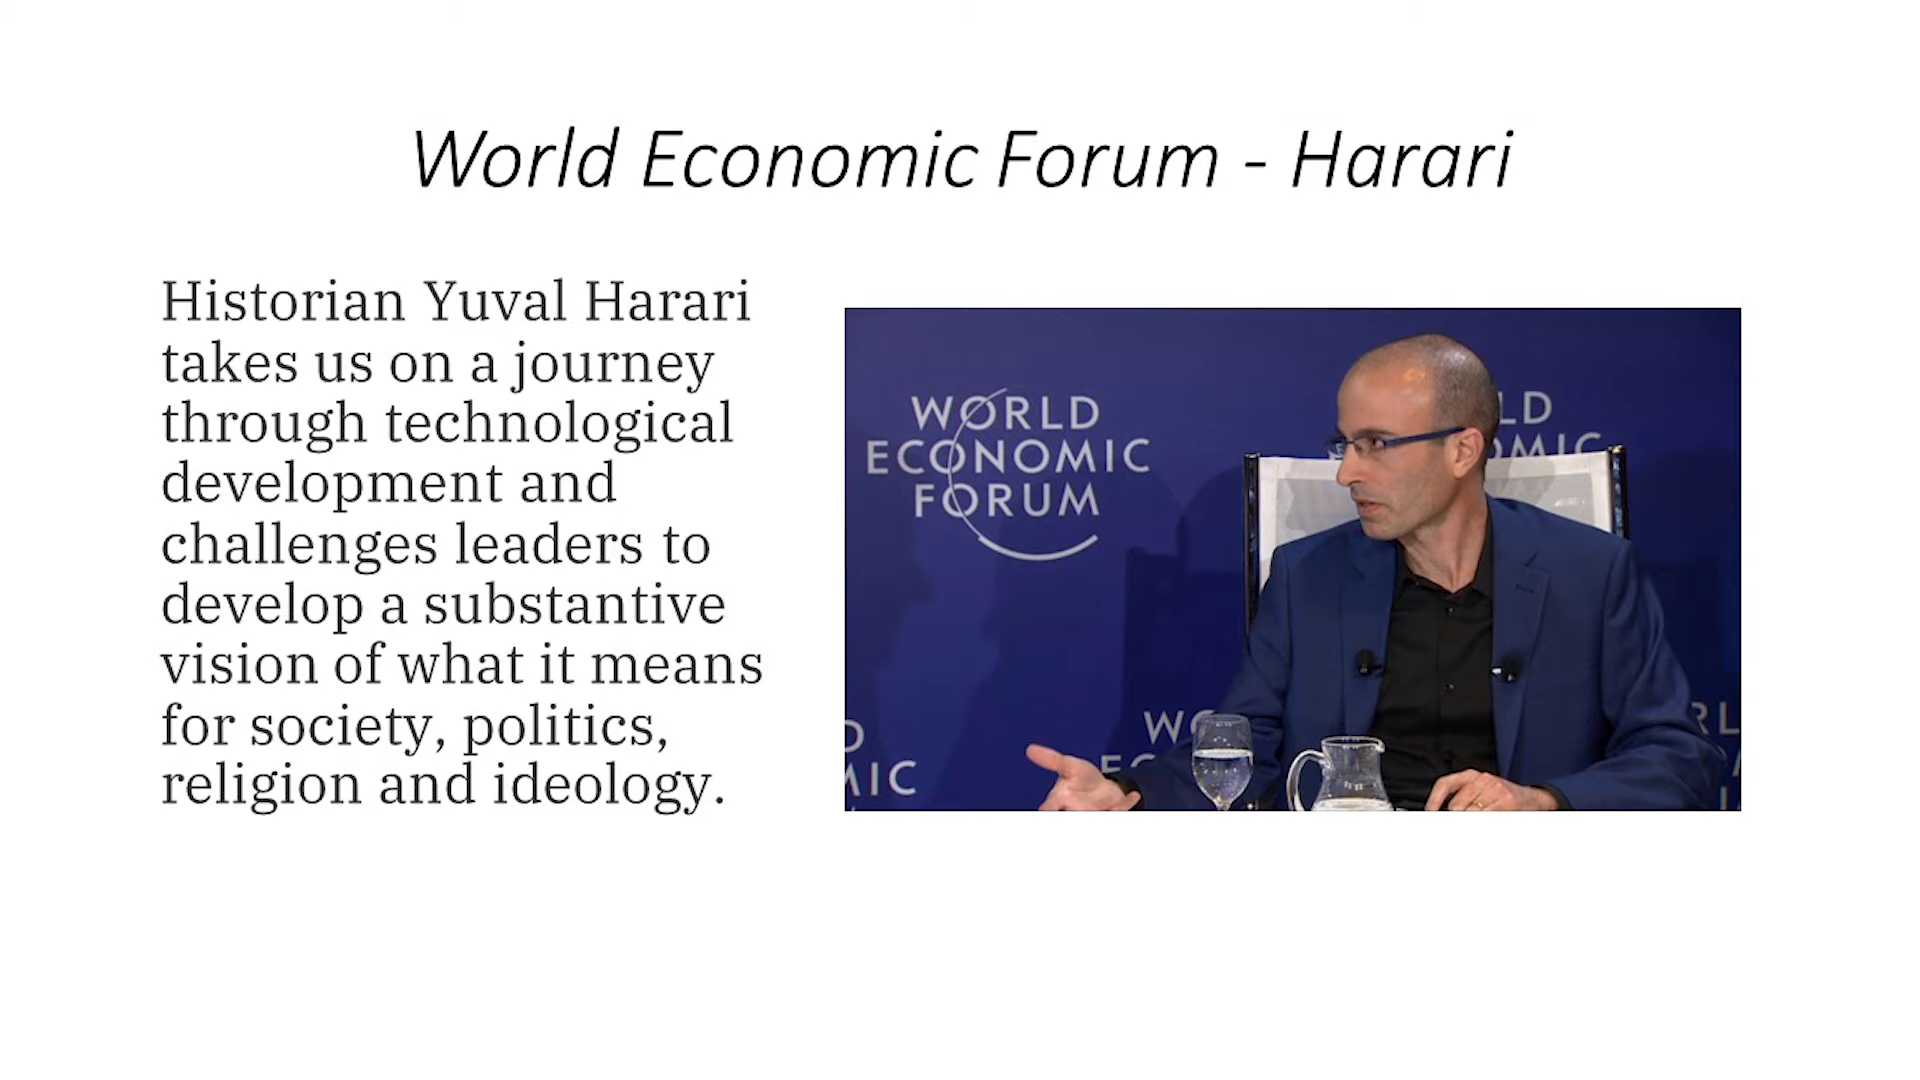 World Economic Forum - Harari
Historian Yuval Harari
takes us on a journey
through technological
development and
challenges leaders to
develop a substantive
vision of what it means
for society, politics,
religion and ideology.
WORLD
ECONOMIC
FORUM